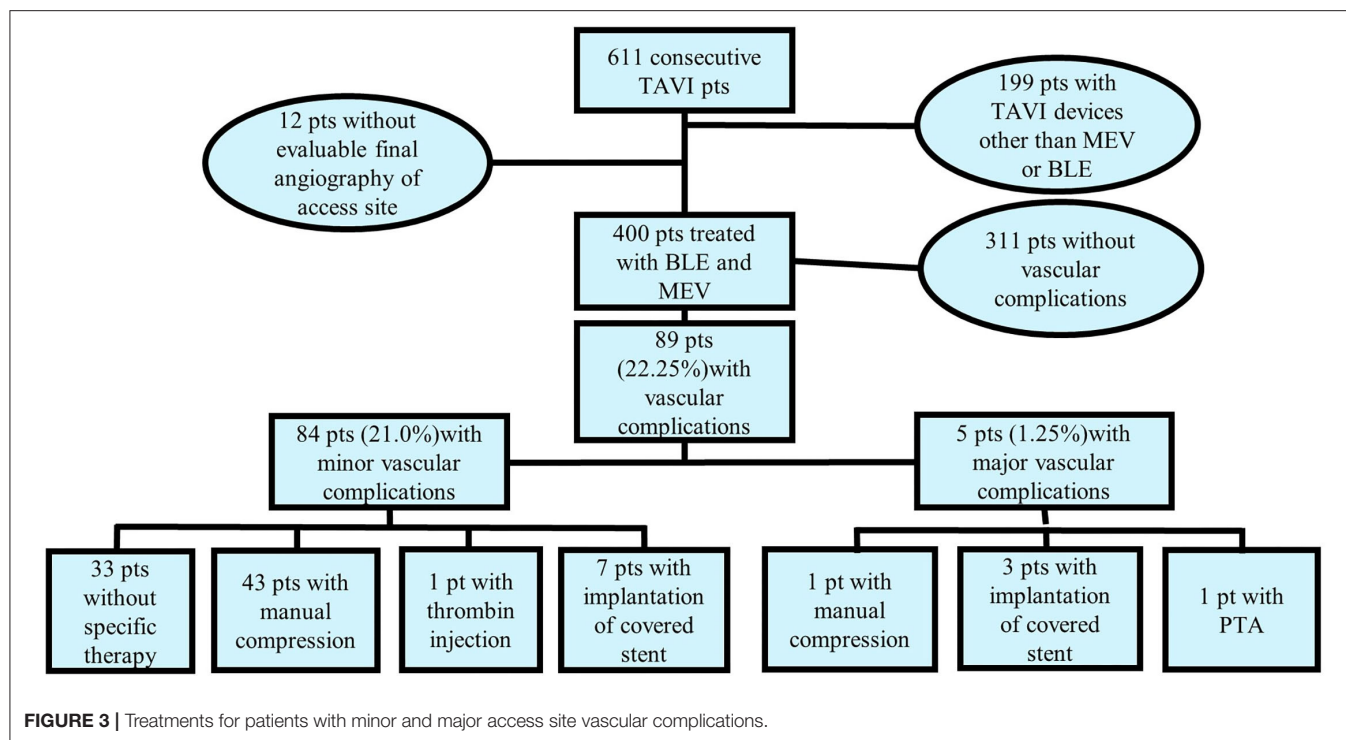 611 consecutive
TAVI pts
12 pts without
evaluable final
angiography of
access site
199 pts with
TAVI devices
other than MEV
or BLE
400 pts treated
with BLE and
MEV
311 pts without
vascular
complications
89 pts
(22.25%)with
vascular
complications
84 pts (21.0%)with
minor vascular
complications
5 pts (1.25%)with
major vascular
complications
33 pts
without
specific
therapy
43 pts with
manual
compression
1 pt with
thrombin
injection
7 pts with
implantation
of covered
stent
1 pt with
manual
compression
3 pts with
implantation
of covered
stent
1 pt with
PTA
FIGURE 3 | Treatments for patients with minor and major access site vascular complications.